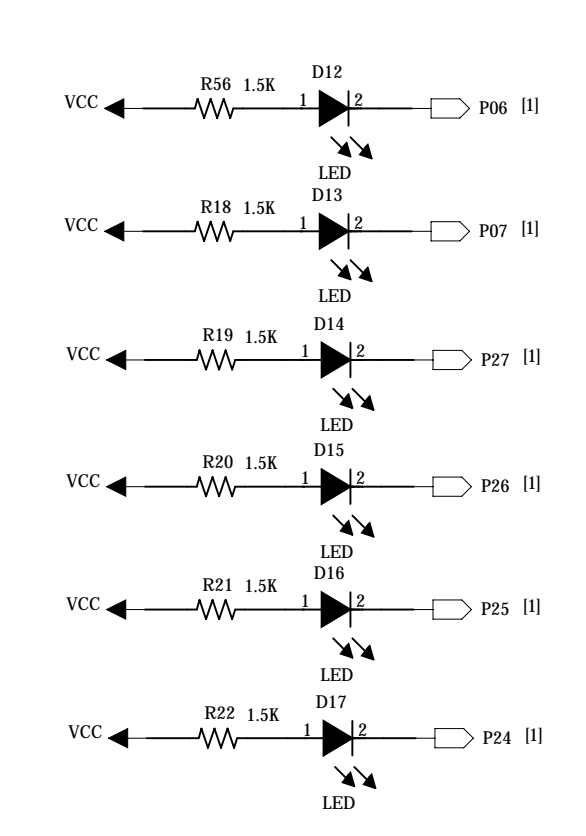 D12
R56 1.5K
VCC 1 2 P06 [1]
LED
D13
R18 1.5K
VCC 1 2 P07 [1]
LED
D14
R19 1.5K
VCC 1 2 P27 [1]
LED
D15
R20 1.5K
VCC 1 2 P26 [1]
LED
D16
R21 1.5K
VCC 1 2 P25 [1]
LED
D17
R22 1.5K
VCC 1 2 P24 [1]
LED